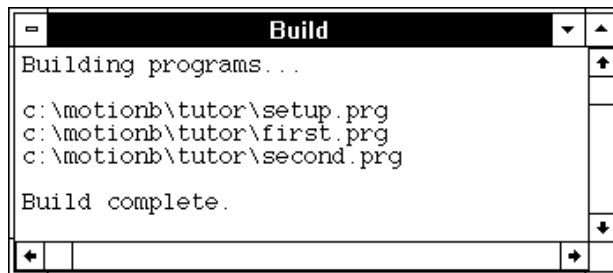 Build
Building programs...
c:\motionb\tutor\setup.prg
c:\motionb\tutor\first.prg
c:\motionb\tutor\second.prg
Build complete.